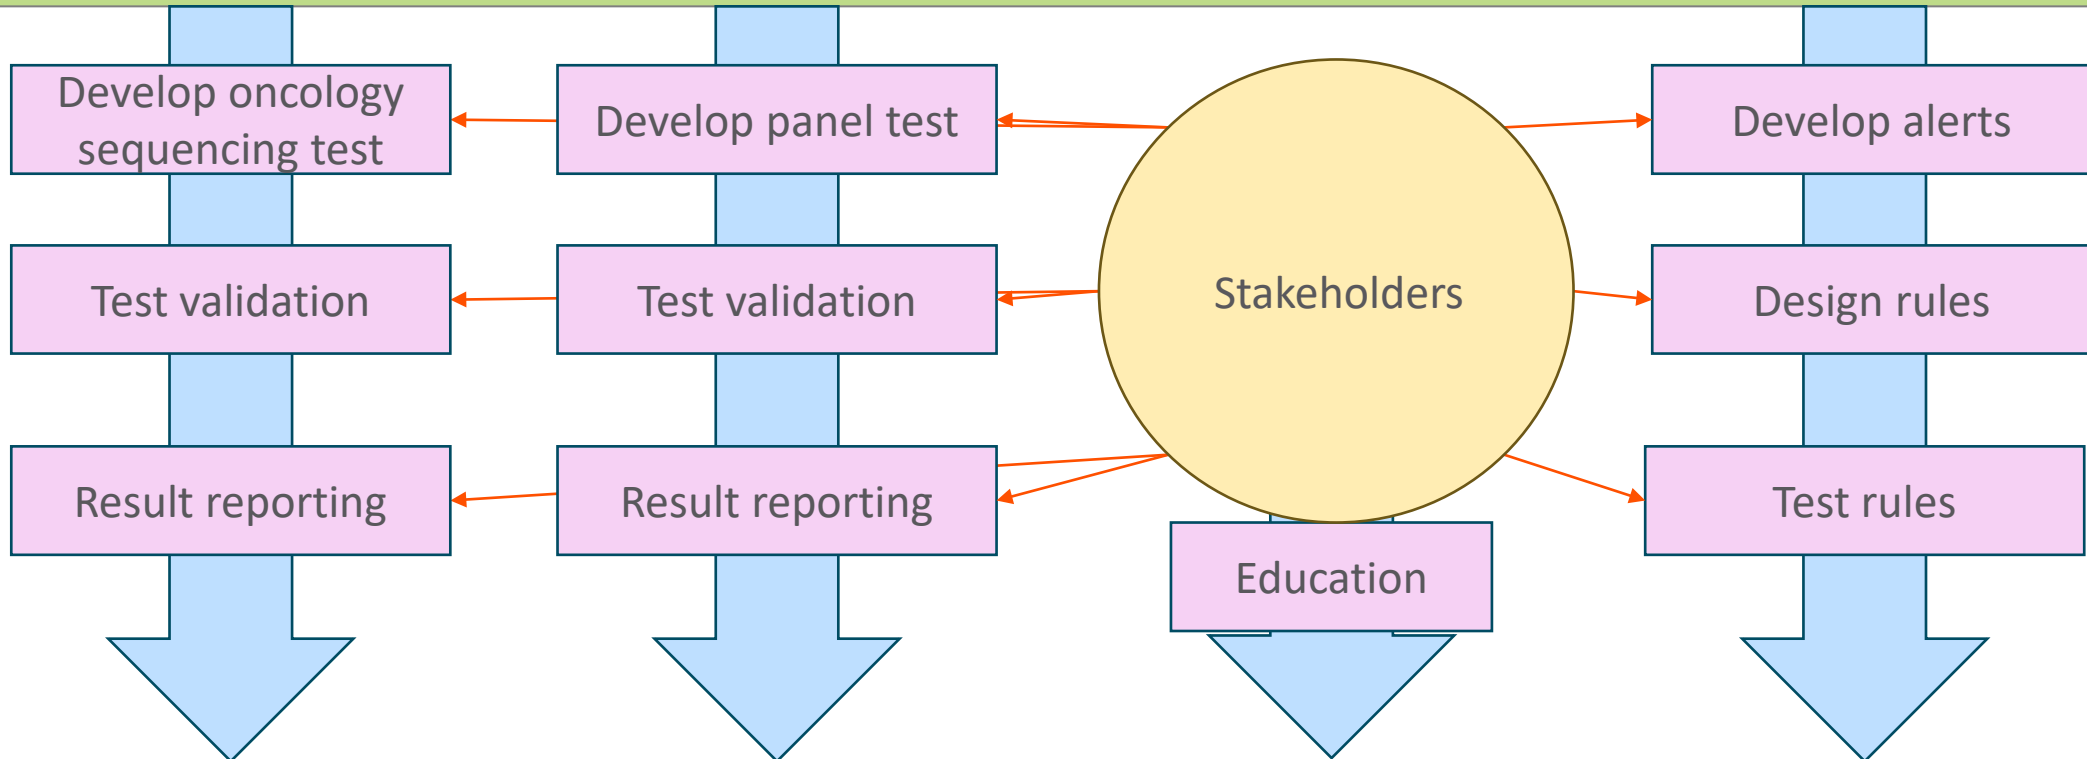 Develop oncology
sequencing test
Develop panel test
Develop alerts
Test validation
Test validation
Stakeholders
Design rules
Result reporting
Result reporting
Test rules
Education